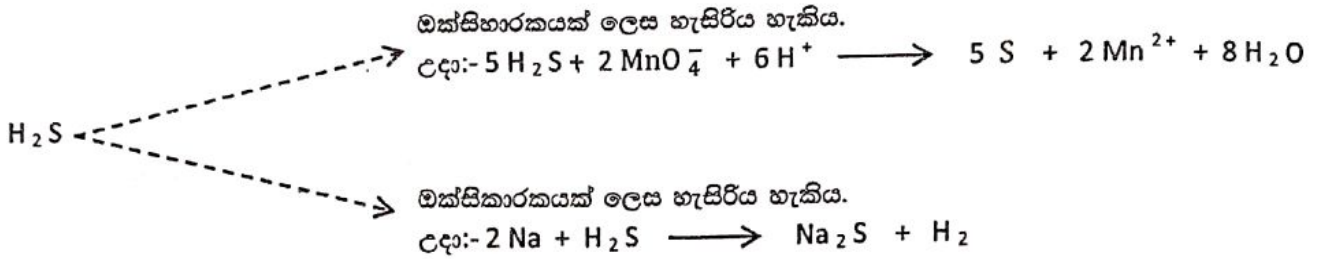 ඔක්සිහාරකයක් ලෙස හැසිරිය හැකිය.
උදා:- 5 H₂S + 2 MnO₄⁻ + 6 H⁺ ⟶ 5 S + 2 Mn²⁺ + 8 H₂O
H₂S
ඔක්සිකාරකයක් ලෙස හැසිරිය හැකිය.
උදා:- 2 Na + H₂S ⟶ Na₂S + H₂